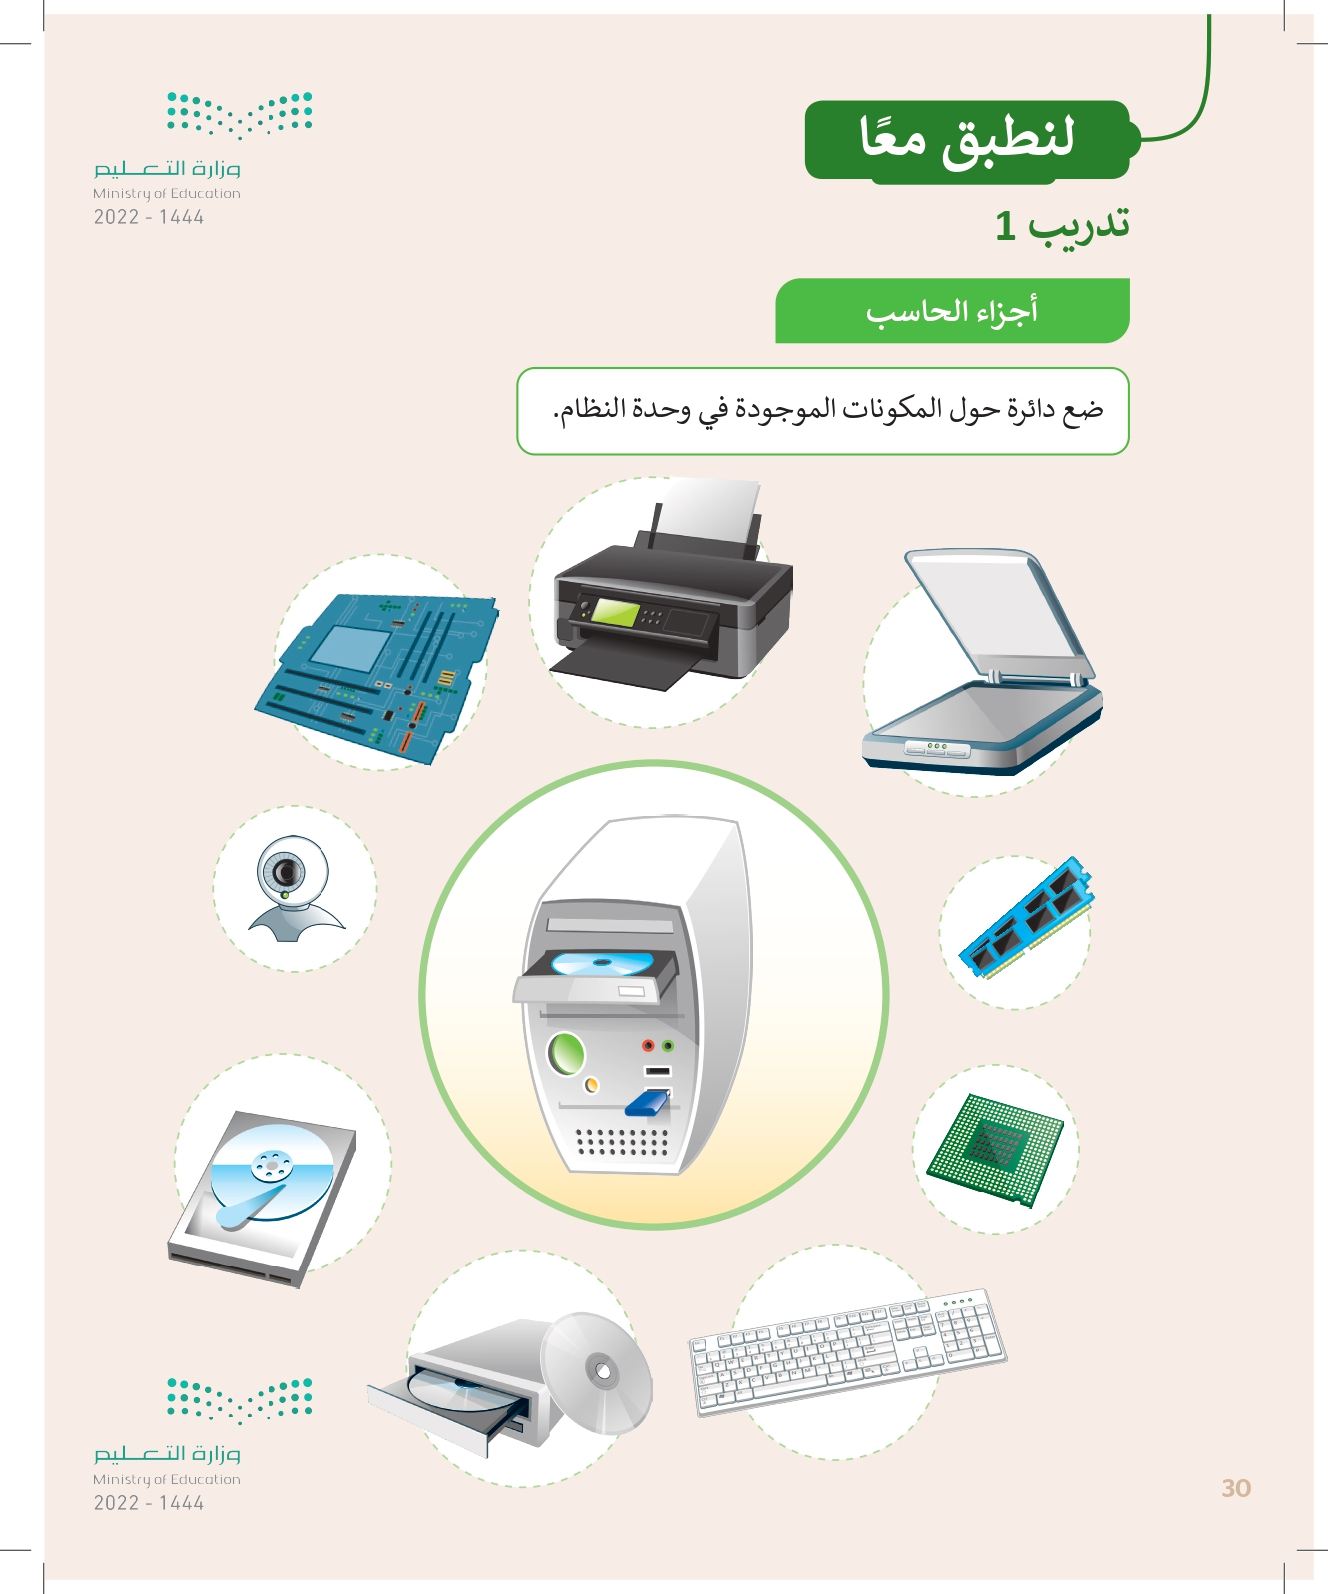 وزارة التعليم
Ministry of Education
2022 - 1444
لنطبق معًا
تدريب 1
أجزاء الحاسب
ضع دائرة حول المكونات الموجودة في وحدة النظام.
وزارة التعليم
Ministry of Education
2022 - 1444
30